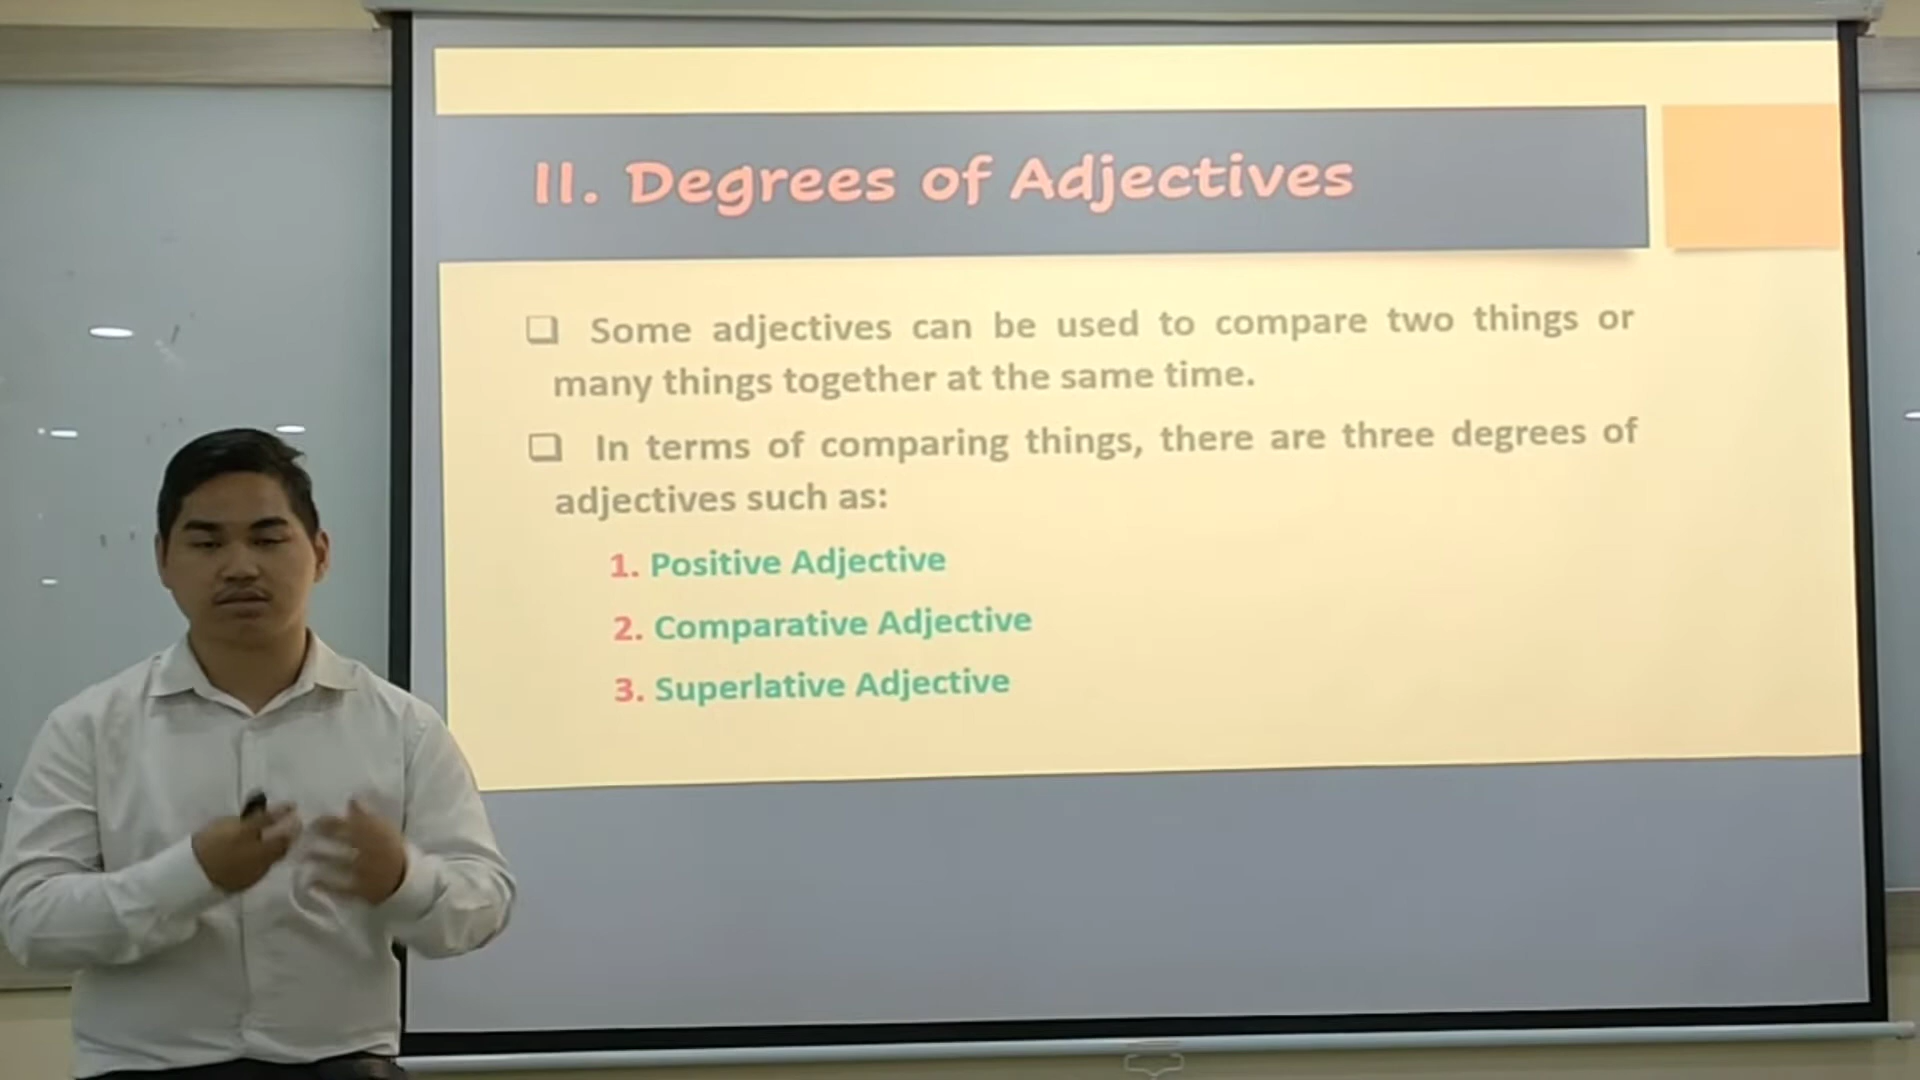 II. Degrees of Adjectives
❑ Some adjectives can be used to compare two things or
many things together at the same time.
❑ In terms of comparing things, there are three degrees of
adjectives such as:
1. Positive Adjective
2. Comparative Adjective
3. Superlative Adjective